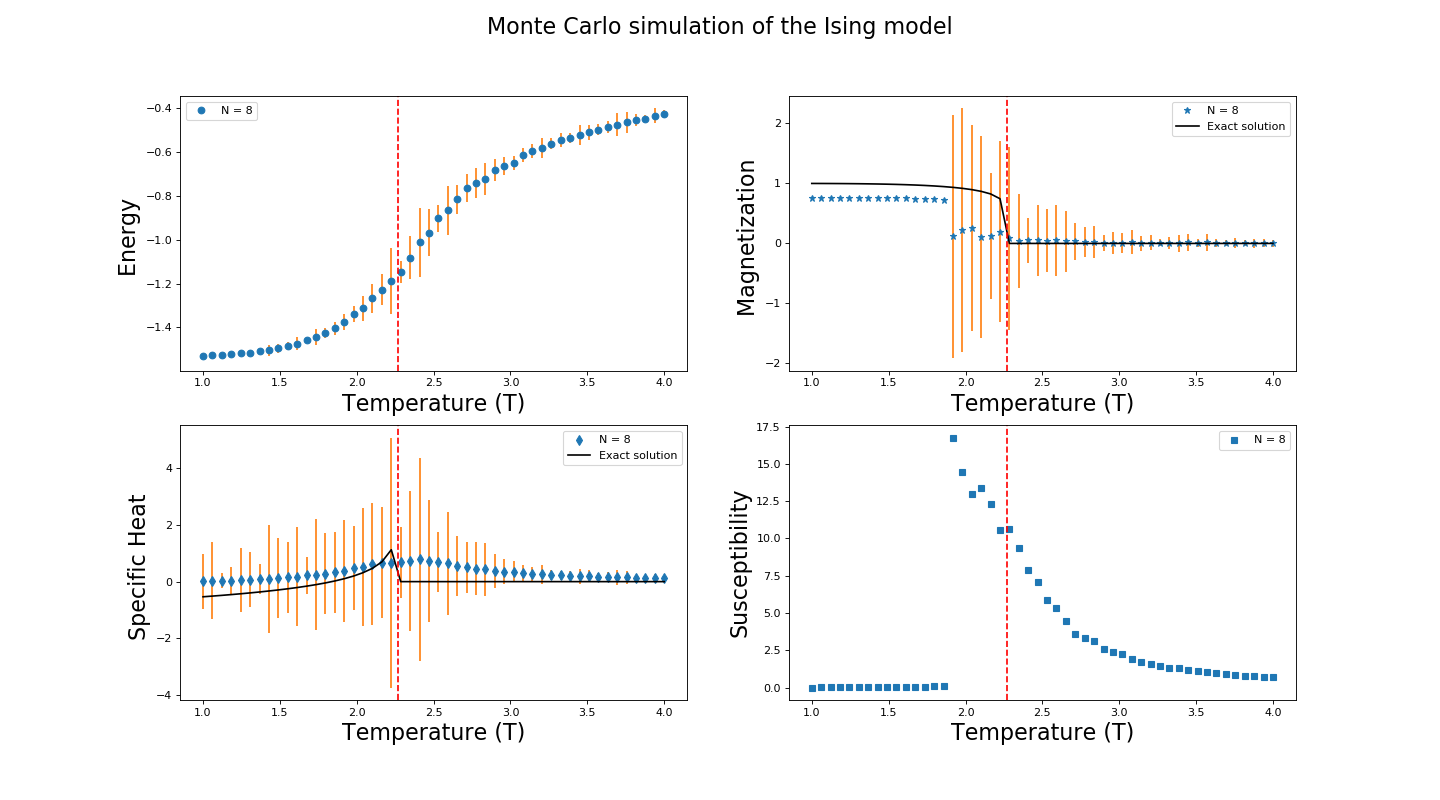 Monte Carlo simulation of the Ising model
Energy
−0.4
−0.6
−0.8
−1.0
−1.2
−1.4
N = 8
1.0 1.5 2.0 2.5 3.0 3.5 4.0
Temperature (T)
Magnetization
2
1
0
−1
−2
N = 8
Exact solution
1.0 1.5 2.0 2.5 3.0 3.5 4.0
Temperature (T)
Specific Heat
4
2
0
−2
−4
N = 8
Exact solution
1.0 1.5 2.0 2.5 3.0 3.5 4.0
Temperature (T)
Susceptibility
17.5
15.0
12.5
10.0
7.5
5.0
2.5
0.0
N = 8
1.0 1.5 2.0 2.5 3.0 3.5 4.0
Temperature (T)